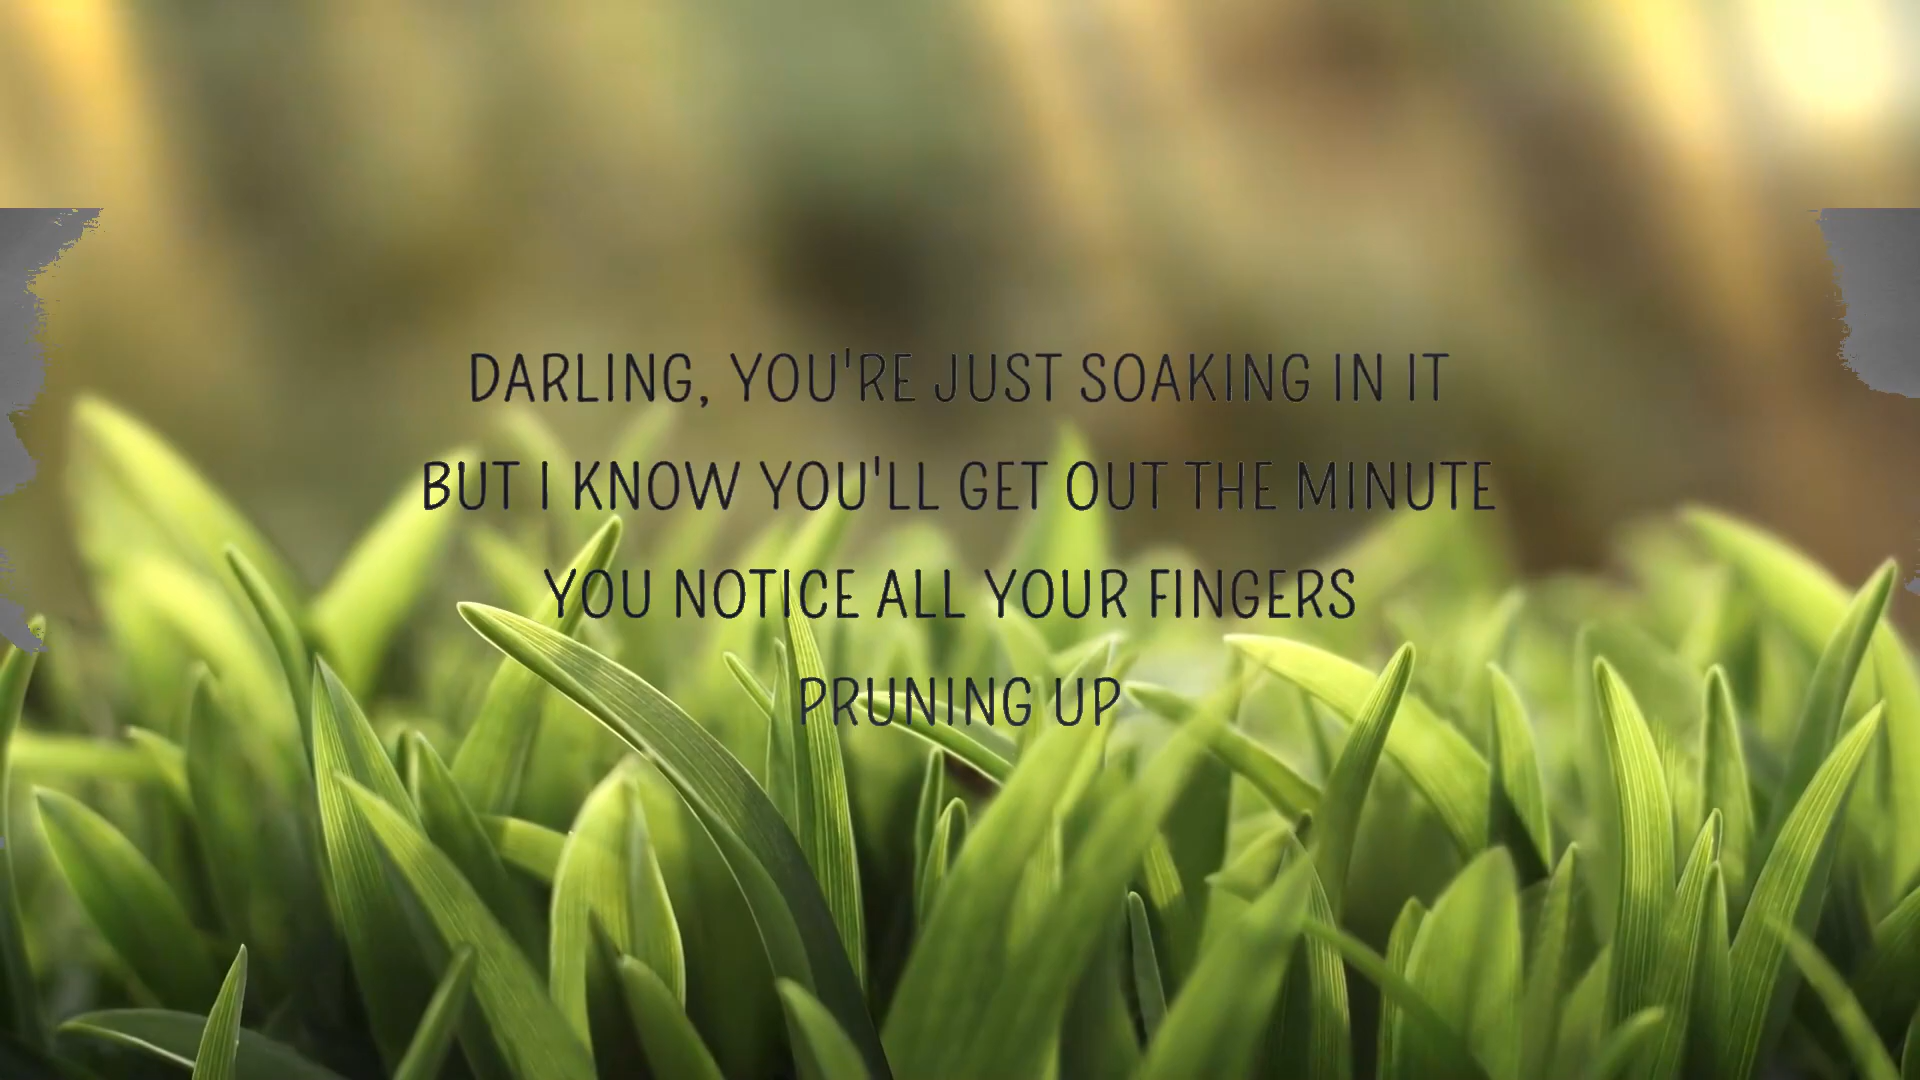 DARLING, YOU'RE JUST SOAKING IN IT
BUT I KNOW YOU'LL GET OUT THE MINUTE
YOU NOTICE ALL YOUR FINGERS
PRUNING UP